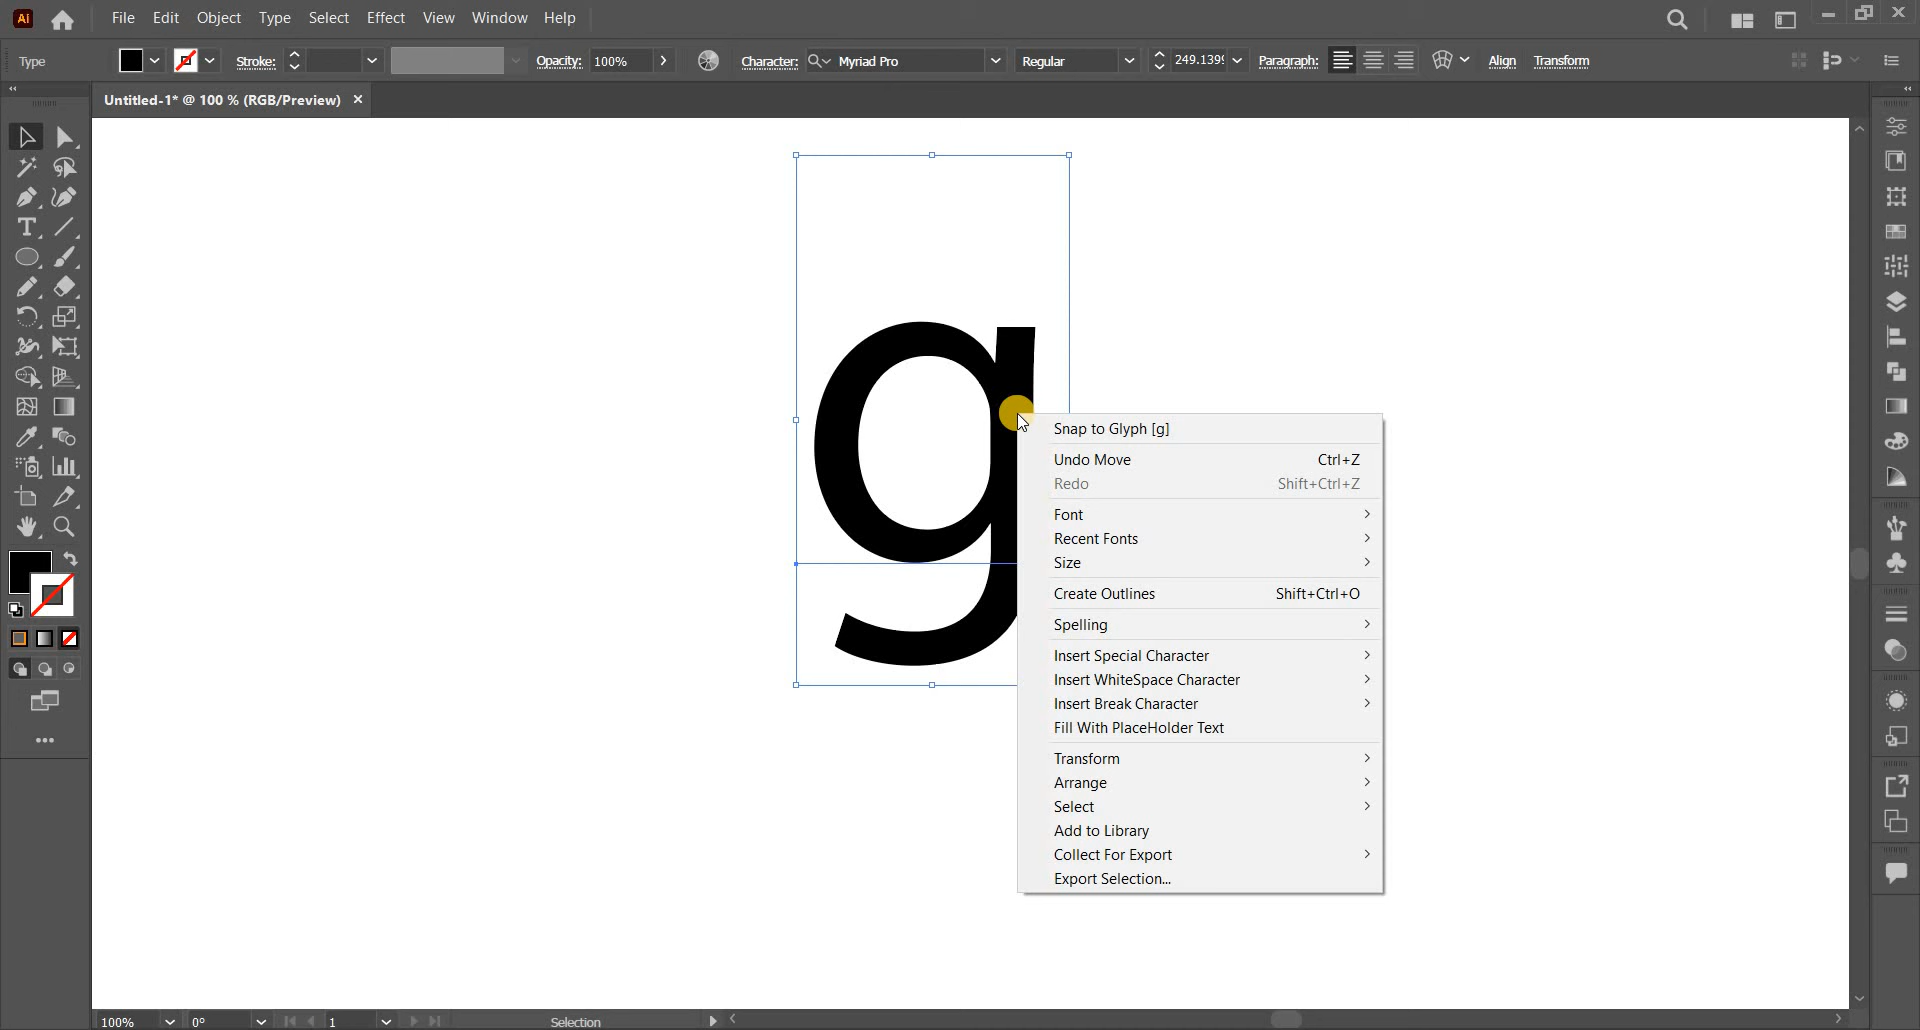 Ai File Edit Object Type Select Effect View Window Help
Type Stroke: Opacity: 100% Character: Myriad Pro Regular 249.139 Paragraph: Align Transform
Untitled-1* @ 100 % (RGB/Preview)
g
Snap to Glyph [g]
Undo Move Ctrl+Z
Redo Shift+Ctrl+Z
Font
Recent Fonts
Size
Create Outlines Shift+Ctrl+O
Spelling
Insert Special Character
Insert WhiteSpace Character
Insert Break Character
Fill With PlaceHolder Text
Transform
Arrange
Select
Add to Library
Collect For Export
Export Selection...
100% 0° 1 Selection